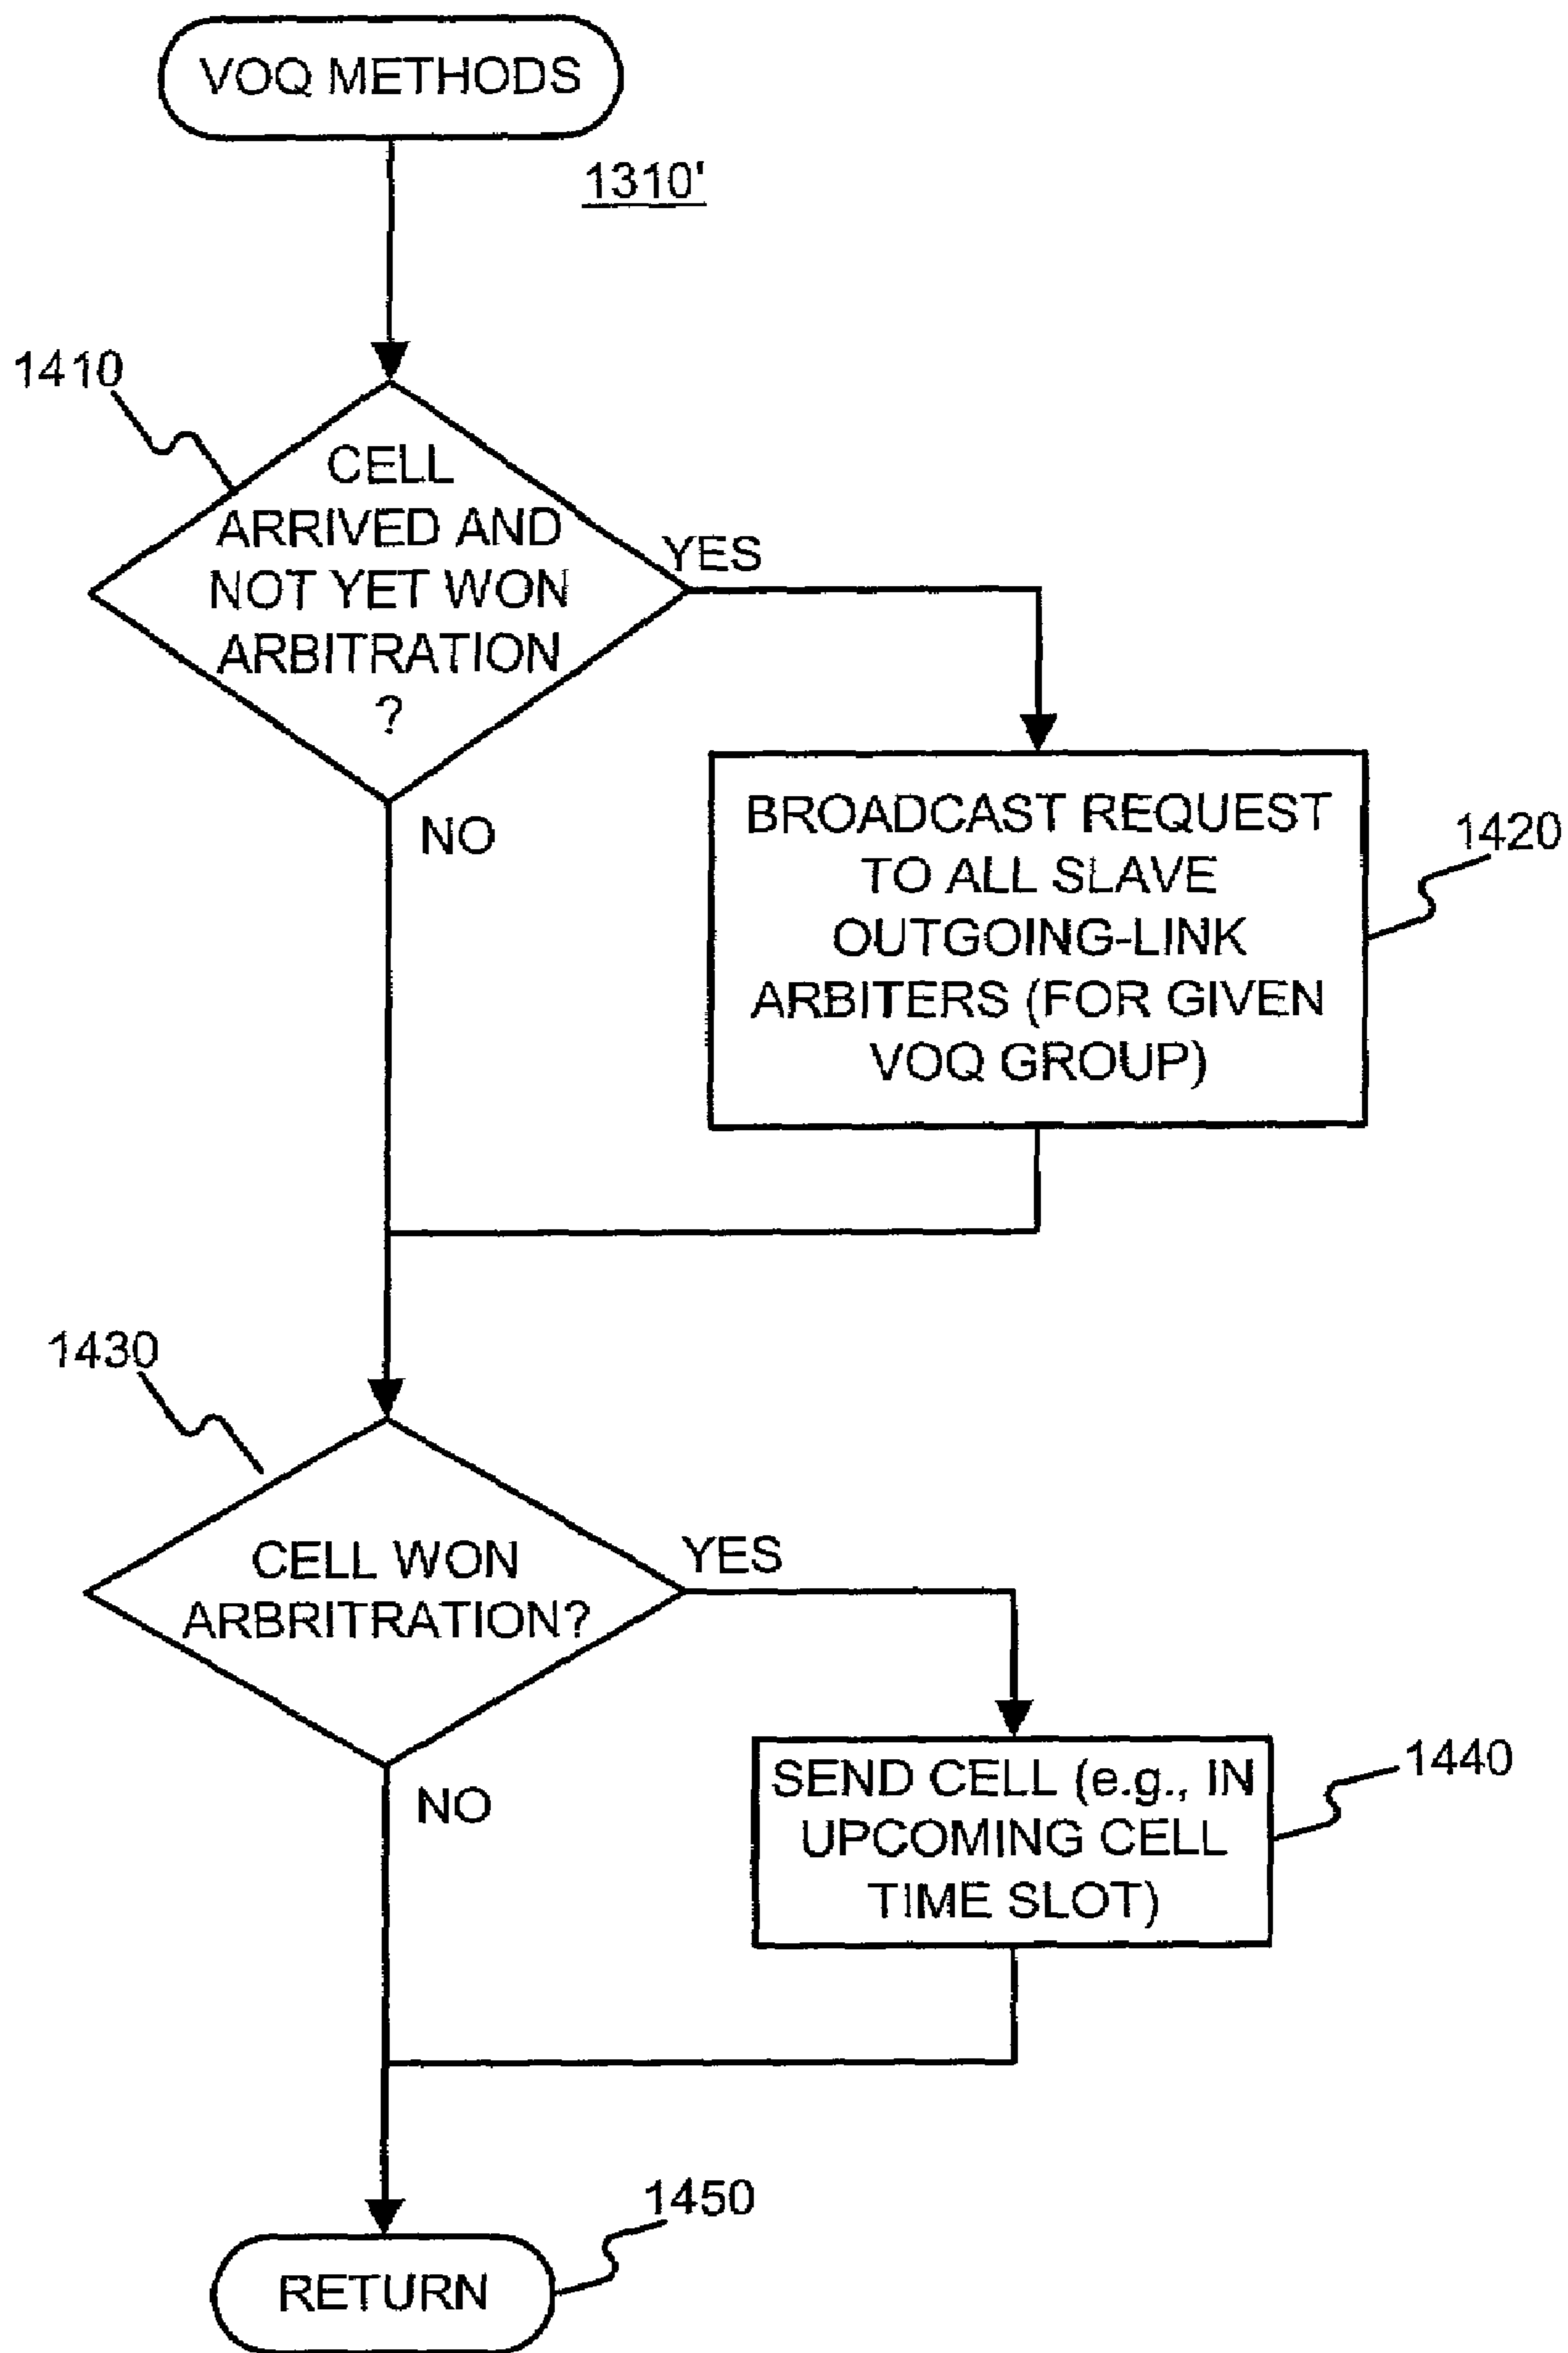 VOQ METHODS
1310'
1410
CELL
ARRIVED AND
NOT YET WON
ARBITRATION
?
YES
NO
BROADCAST REQUEST
TO ALL SLAVE
OUTGOING-LINK
ARBITERS (FOR GIVEN
VOQ GROUP)
1420
1430
CELL WON
ARBRITRATION?
YES
NO
SEND CELL (e.g., IN
UPCOMING CELL
TIME SLOT)
1440
1450
RETURN